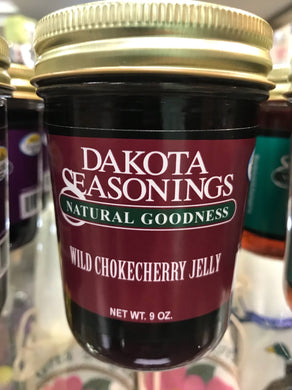 DAKOTA
SEASONINGS
NATURAL GOODNESS
WILD CHOKECHERRY JELLY
NET WT. 9 OZ.